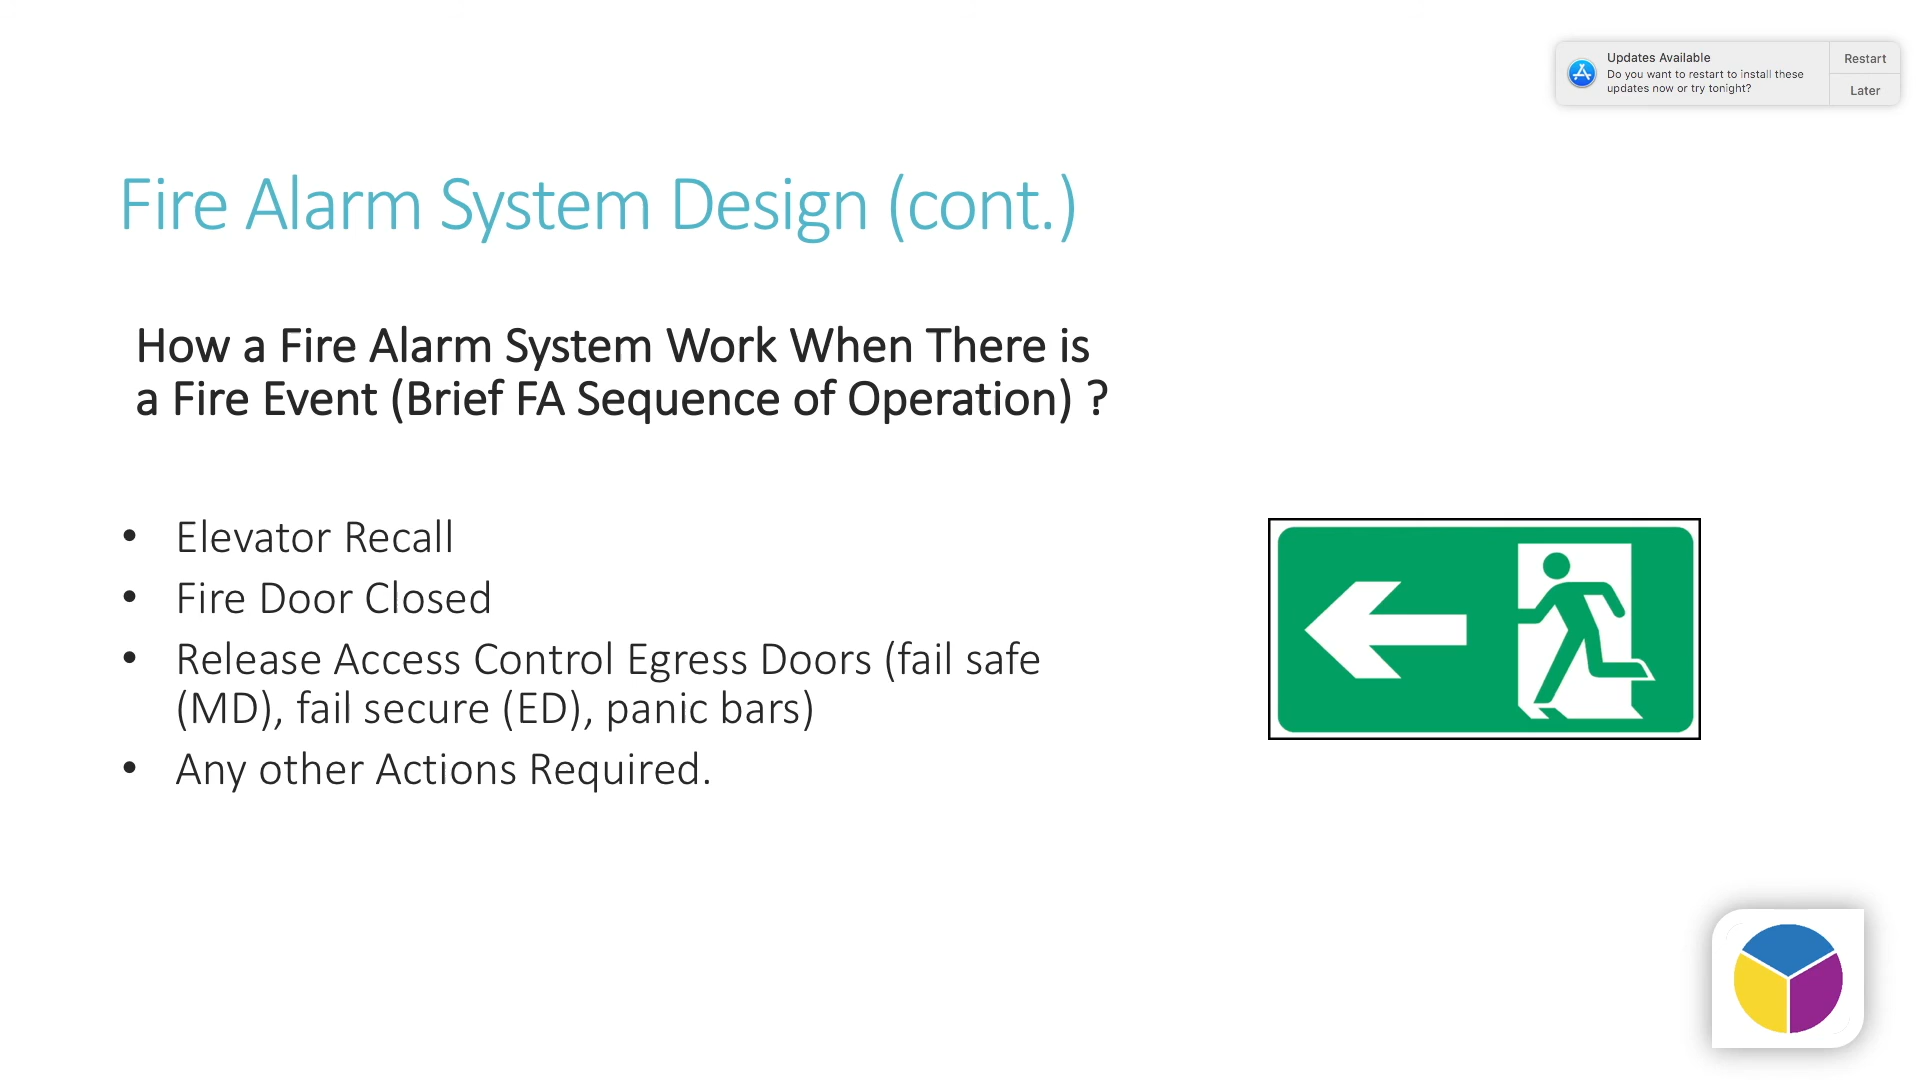 Updates Available
Do you want to restart to install these
updates now or try tonight?
Restart
Later
Fire Alarm System Design (cont.)
How a Fire Alarm System Work When There is
a Fire Event (Brief FA Sequence of Operation) ?
• Elevator Recall
• Fire Door Closed
• Release Access Control Egress Doors (fail safe
(MD), fail secure (ED), panic bars)
• Any other Actions Required.